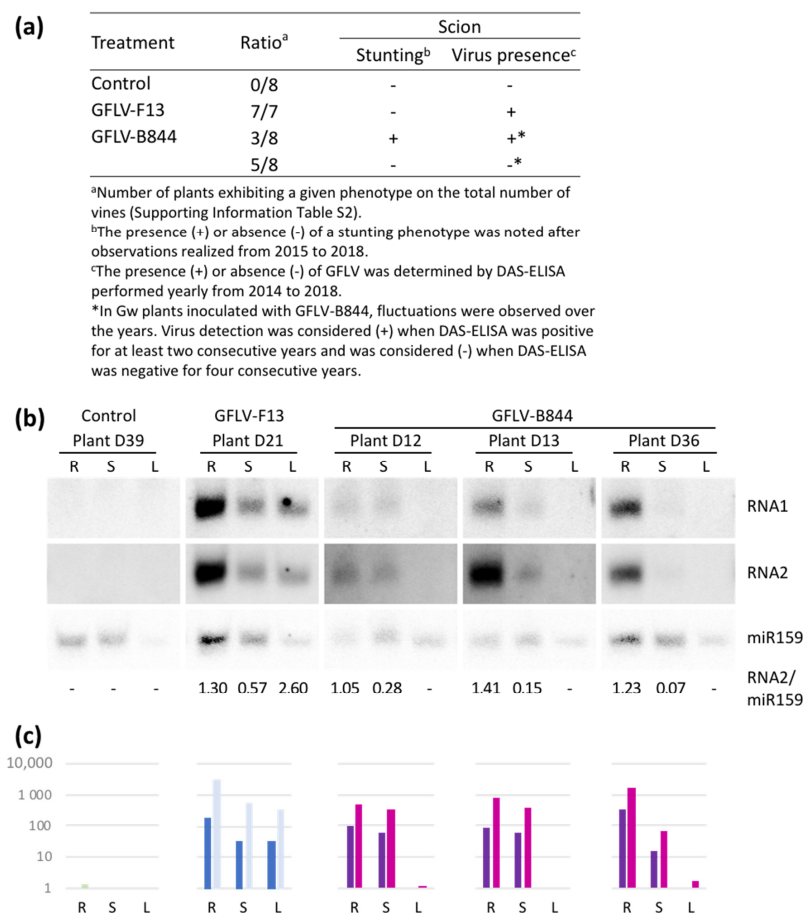 (a)
Treatment Ratioa Scion
Stuntingb Virus presencec
Control 0/8 - -
GFLV-F13 7/7 - +
GFLV-B844 3/8 + +*
5/8 - -*
aNumber of plants exhibiting a given phenotype on the total number of
vines (Supporting Information Table S2).
bThe presence (+) or absence (-) of a stunting phenotype was noted after
observations realized from 2015 to 2018.
cThe presence (+) or absence (-) of GFLV was determined by DAS-ELISA
performed yearly from 2014 to 2018.
*In Gw plants inoculated with GFLV-B844, fluctuations were observed over
the years. Virus detection was considered (+) when DAS-ELISA was positive
for at least two consecutive years and was considered (-) when DAS-ELISA
was negative for four consecutive years.
(b)
Control GFLV-F13 GFLV-B844
Plant D39 Plant D21 Plant D12 Plant D13 Plant D36
R S L R S L R S L R S L R S L
RNA1
RNA2
miR159
- - - 1.30 0.57 2.60 1.05 0.28 - 1.41 0.15 - 1.23 0.07 - RNA2/
miR159
(c)
10,000
1 000
100
10
1
R S L R S L R S L R S L R S L